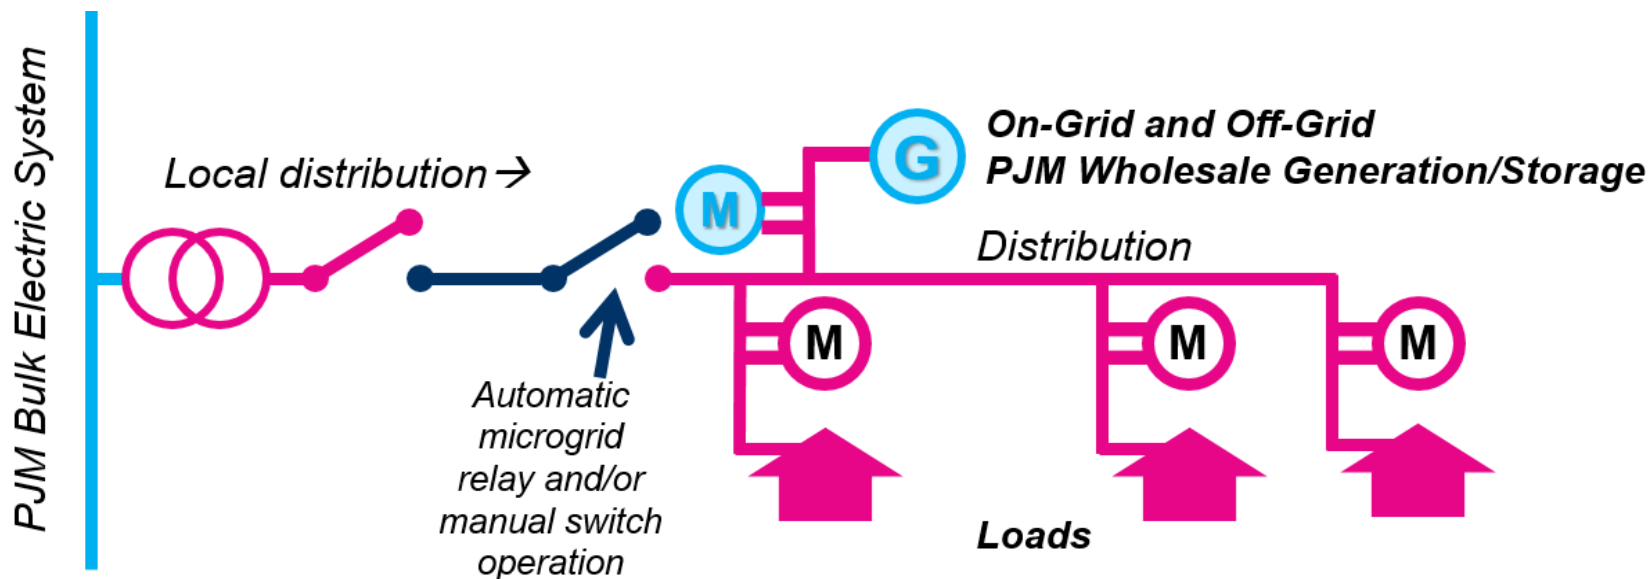 PJM Bulk Electric System
Local distribution →
On-Grid and Off-Grid
PJM Wholesale Generation/Storage
G
M
Distribution
M
M
M
Automatic
microgrid
relay and/or
manual switch
operation
Loads